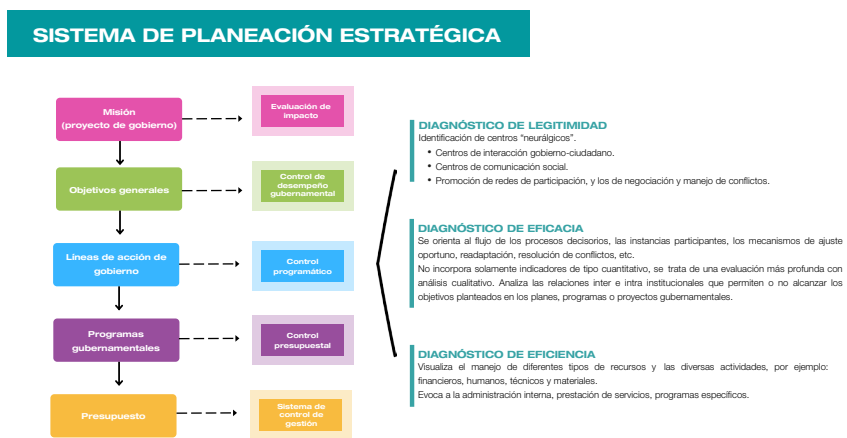 SISTEMA DE PLANEACIÓN ESTRATÉGICA
Misión
(proyecto de gobierno)
Evaluación de
impacto
Objetivos generales
Control de
desempeño
gubernamental
Líneas de acción de
gobierno
Control
programático
Programas
gubernamentales
Control
presupuestal
Presupuesto
Sistema de
control de
gestión
DIAGNÓSTICO DE LEGITIMIDAD
Identificación de centros “neurálgicos”.
• Centros de interacción gobierno-ciudadano.
• Centros de comunicación social.
• Promoción de redes de participación, y los de negociación y manejo de conflictos.
DIAGNÓSTICO DE EFICACIA
Se orienta al flujo de los procesos decisorios, las instancias participantes, los mecanismos de ajuste
oportuno, readaptación, resolución de conflictos, etc.
No incorpora solamente indicadores de tipo cuantitativo, se trata de una evaluación más profunda con
análisis cualitativo. Analiza las relaciones inter e intra institucionales que permiten o no alcanzar los
objetivos planteados en los planes, programas o proyectos gubernamentales.
DIAGNÓSTICO DE EFICIENCIA
Visualiza el manejo de diferentes tipos de recursos y las diversas actividades, por ejemplo:
financieros, humanos, técnicos y materiales.
Evoca a la administración interna, prestación de servicios, programas específicos.